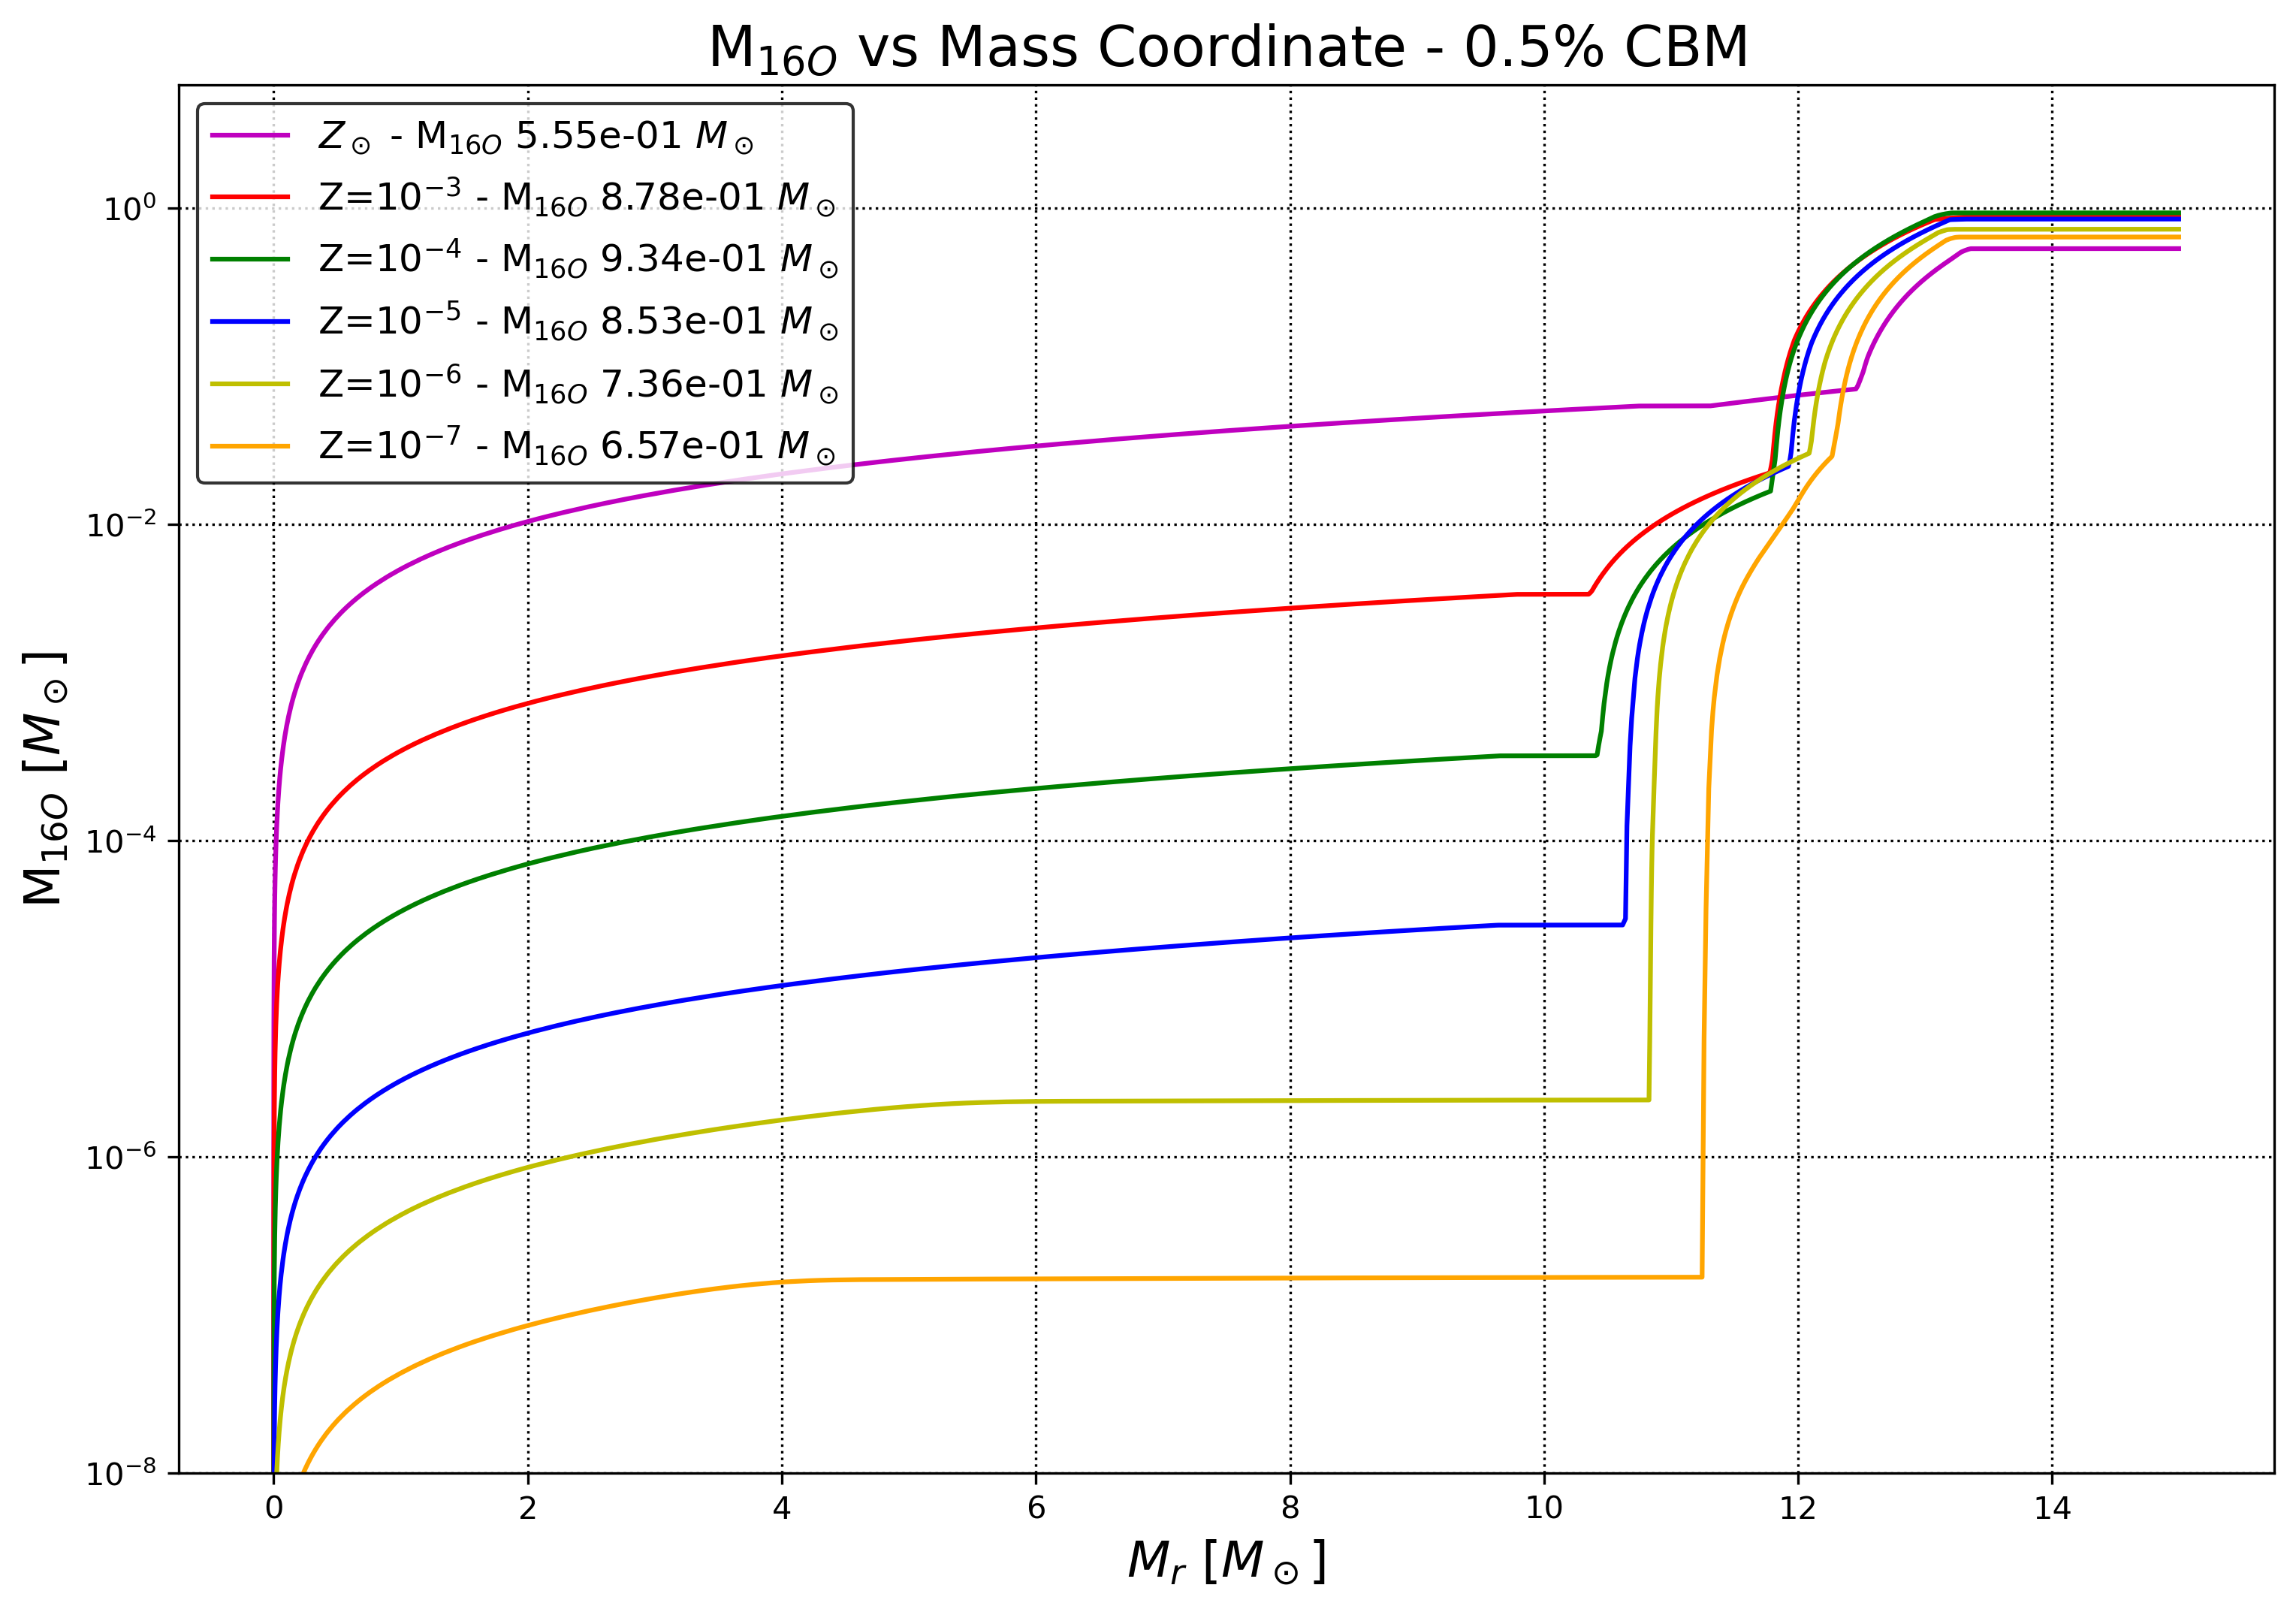 M₁₆O vs Mass Coordinate - 0.5% CBM
Z⊙ - M₁₆O 5.55e-01 M⊙
Z=10⁻³ - M₁₆O 8.78e-01 M⊙
Z=10⁻⁴ - M₁₆O 9.34e-01 M⊙
Z=10⁻⁵ - M₁₆O 8.53e-01 M⊙
Z=10⁻⁶ - M₁₆O 7.36e-01 M⊙
Z=10⁻⁷ - M₁₆O 6.57e-01 M⊙
M₁₆O [M⊙]
10⁰
10⁻²
10⁻⁴
10⁻⁶
10⁻⁸
0 2 4 6 8 10 12 14
Mᵣ [M⊙]